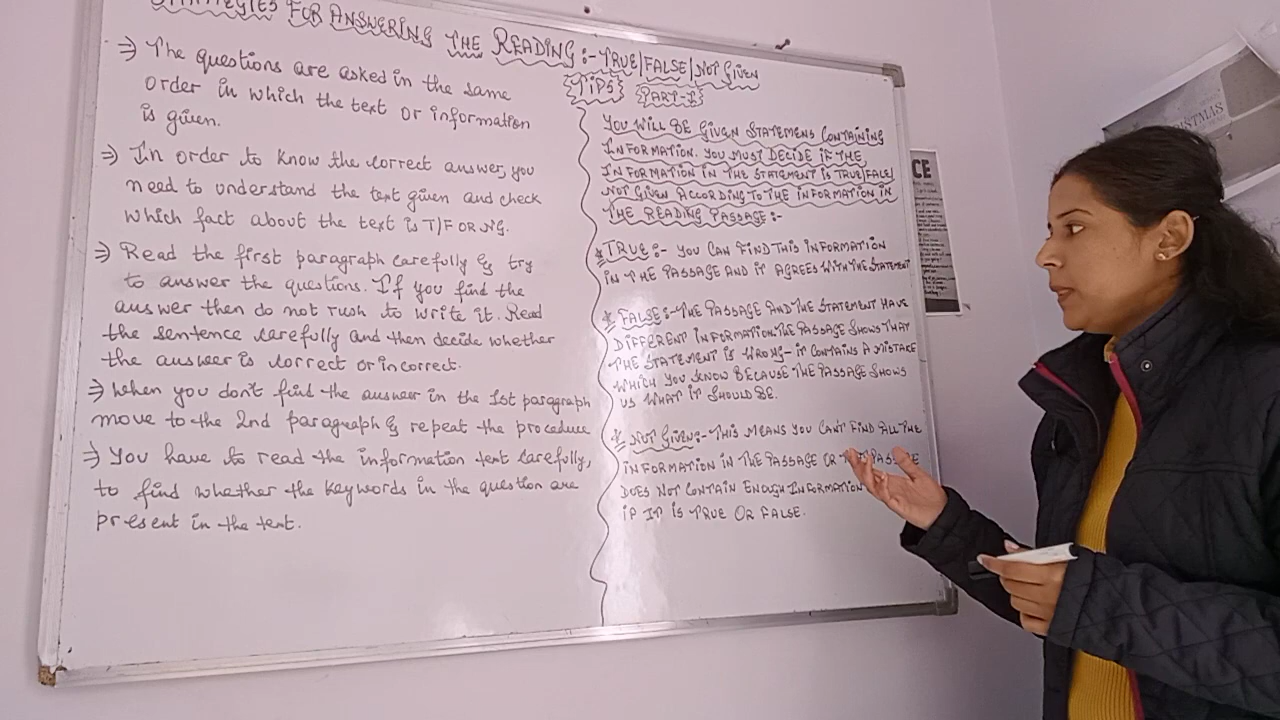 STRATEGIES FOR ANSWERING THE READING:- TRUE/FALSE/NOT GIVEN
TIPS PART-I
⇒ The questions are asked in the same
order in which the text or information
is given.
⇒ In order to know the correct answer, you
need to understand the text given and check
which fact about the text is T/F OR NG.
⇒ Read the first paragraph carefully & try
to answer the questions. If you find the
answer then do not rush to write it. Read
the sentence carefully and then decide whether
the answer is correct or incorrect.
⇒ When you don't find the answer in the 1st paragraph
move to the 2nd paragraph & repeat the procedure
⇒ You have to read the information text carefully,
to find whether the keywords in the question are
present in the text.
YOU WILL BE GIVEN STATEMENS CONTAINING
INFORMATION. YOU MUST DECIDE IF THE
INFORMATION IN THE STATEMENT IS TRUE/FALE/
NOT GIVEN ACCORDING TO THE INFORMATION IN
THE READING PASSAGE:-
* TRUE:- YOU CAN FIND THIS INFORMATION
IN THE PASSAGE AND IT AGREES WITH THE STATEMENT
* FALSE:- THE PASSAGE AND THE STATEMENT HAVE
DIFFERENT INFORMATION. THE PASSAGE SHOWS THAT
THE STATEMENT IS WRONG- IT CONTAINS A MISTAKE
WHICH YOU KNOW BECAUSE THE PASSAGE SHOWS
US WHAT IT SHOULD BE.
* NOT GIVEN:- THIS MEANS YOU CAN'T FIND ALL THE
INFORMATION IN THE PASSAGE OR PASSAGE
DOES NOT CONTAIN ENOUGH INFORMATION
IF IT IS TRUE OR FALSE.
CE